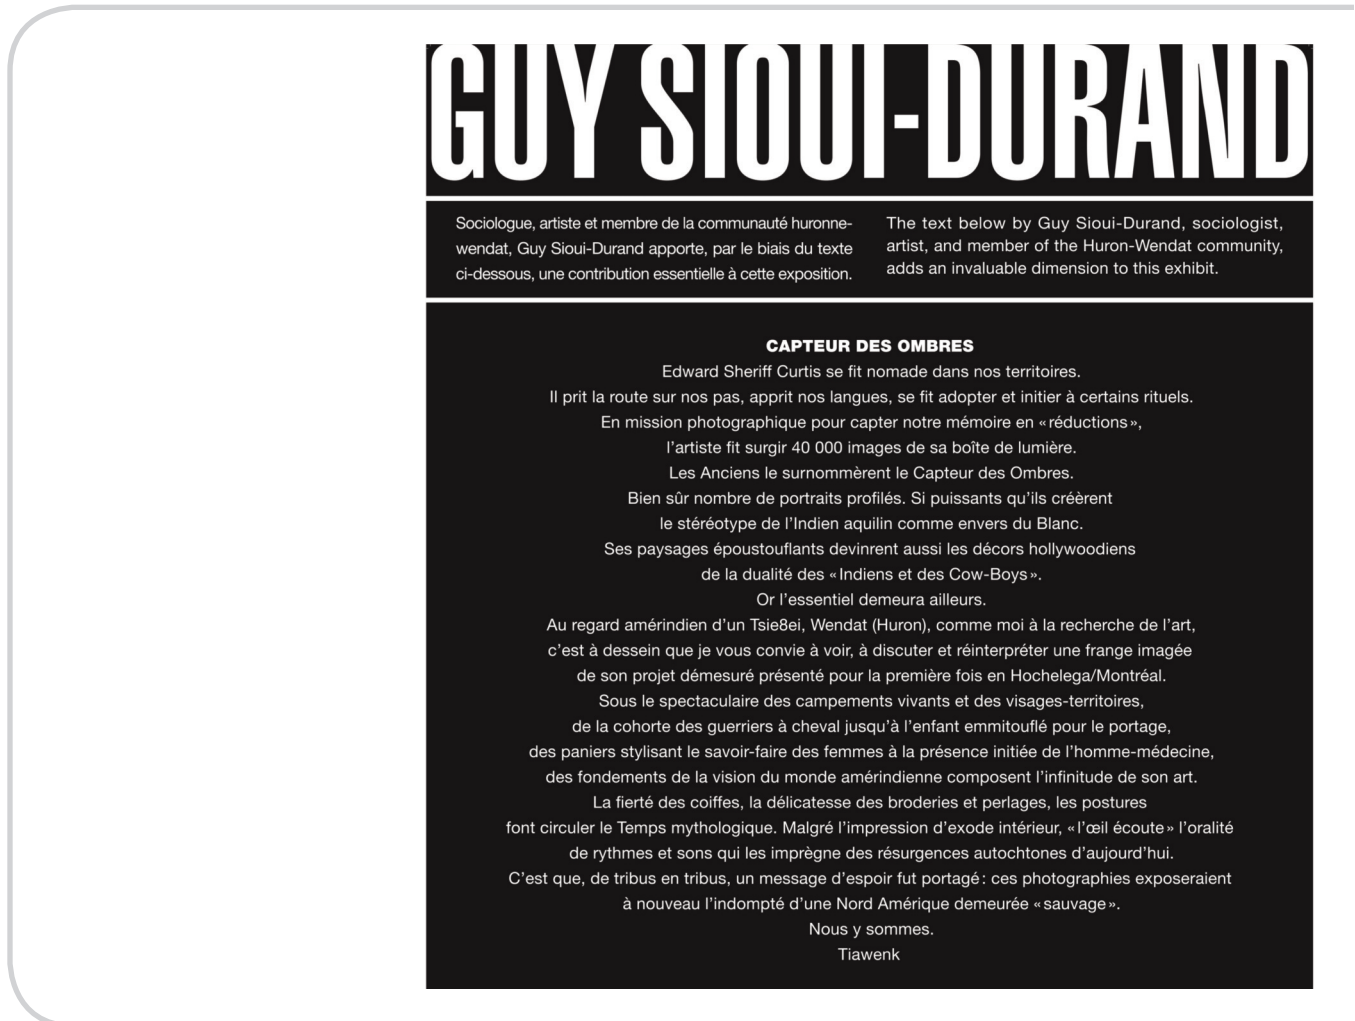 GUY SIOUI-DURAND
Sociologue, artiste et membre de la communauté huronne-
wendat, Guy Sioui-Durand apporte, par le biais du texte
ci-dessous, une contribution essentielle à cette exposition.
The text below by Guy Sioui-Durand, sociologist,
artist, and member of the Huron-Wendat community,
adds an invaluable dimension to this exhibit.
CAPTEUR DES OMBRES
Edward Sheriff Curtis se fit nomade dans nos territoires.
Il prit la route sur nos pas, apprit nos langues, se fit adopter et initier à certains rituels.
En mission photographique pour capter notre mémoire en « réductions »,
l’artiste fit surgir 40 000 images de sa boîte de lumière.
Les Anciens le surnommèrent le Capteur des Ombres.
Bien sûr nombre de portraits profilés. Si puissants qu’ils créèrent
le stéréotype de l’Indien aquilin comme envers du Blanc.
Ses paysages époustouflants devinrent aussi les décors hollywoodiens
de la dualité des « Indiens et des Cow-Boys ».
Or l’essentiel demeura ailleurs.
Au regard amérindien d’un Tsie8ei, Wendat (Huron), comme moi à la recherche de l’art,
c’est à dessein que je vous convie à voir, à discuter et réinterpréter une frange imagée
de son projet démesuré présenté pour la première fois en Hochelega/Montréal.
Sous le spectaculaire des campements vivants et des visages-territoires,
de la cohorte des guerriers à cheval jusqu’à l’enfant emmitouflé pour le portage,
des paniers stylisant le savoir-faire des femmes à la présence initiée de l’homme-médecine,
des fondements de la vision du monde amérindienne composent l’infinitude de son art.
La fierté des coiffes, la délicatesse des broderies et perlages, les postures
font circuler le Temps mythologique. Malgré l’impression d’exode intérieur, « l’œil écoute » l’oralité
de rythmes et sons qui les imprègne des résurgences autochtones d’aujourd’hui.
C’est que, de tribus en tribus, un message d’espoir fut portagé : ces photographies exposeraient
à nouveau l’indompté d’une Nord Amérique demeurée « sauvage ».
Nous y sommes.
Tiawenk